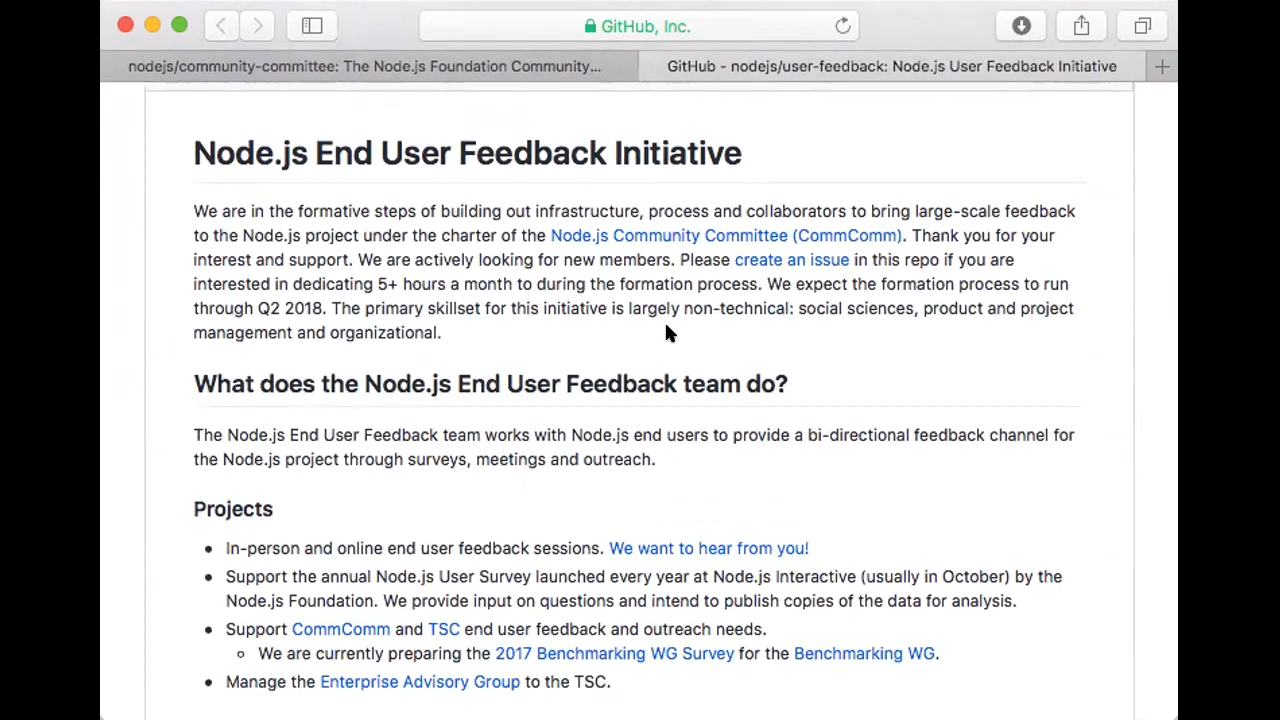 GitHub, Inc.
nodejs/community-committee: The Node.js Foundation Community...
GitHub - nodejs/user-feedback: Node.js User Feedback Initiative
Node.js End User Feedback Initiative
We are in the formative steps of building out infrastructure, process and collaborators to bring large-scale feedback
to the Node.js project under the charter of the Node.js Community Committee (CommComm). Thank you for your
interest and support. We are actively looking for new members. Please create an issue in this repo if you are
interested in dedicating 5+ hours a month to during the formation process. We expect the formation process to run
through Q2 2018. The primary skillset for this initiative is largely non-technical: social sciences, product and project
management and organizational.
What does the Node.js End User Feedback team do?
The Node.js End User Feedback team works with Node.js end users to provide a bi-directional feedback channel for
the Node.js project through surveys, meetings and outreach.
Projects
In-person and online end user feedback sessions. We want to hear from you!
Support the annual Node.js User Survey launched every year at Node.js Interactive (usually in October) by the
Node.js Foundation. We provide input on questions and intend to publish copies of the data for analysis.
Support CommComm and TSC end user feedback and outreach needs.
We are currently preparing the 2017 Benchmarking WG Survey for the Benchmarking WG.
Manage the Enterprise Advisory Group to the TSC.